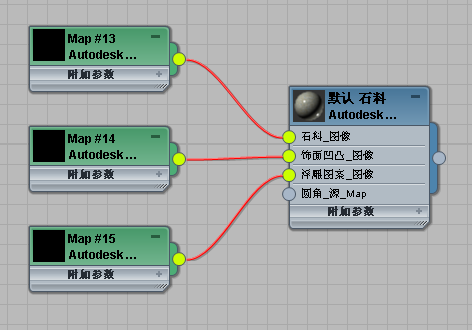 Map #13
Autodesk...
附加参数
Map #14
Autodesk...
附加参数
Map #15
Autodesk...
附加参数
默认 石料
Autodesk...
石料_图像
饰面凹凸_图像
浮雕图案_图像
圆角_源_Map
附加参数